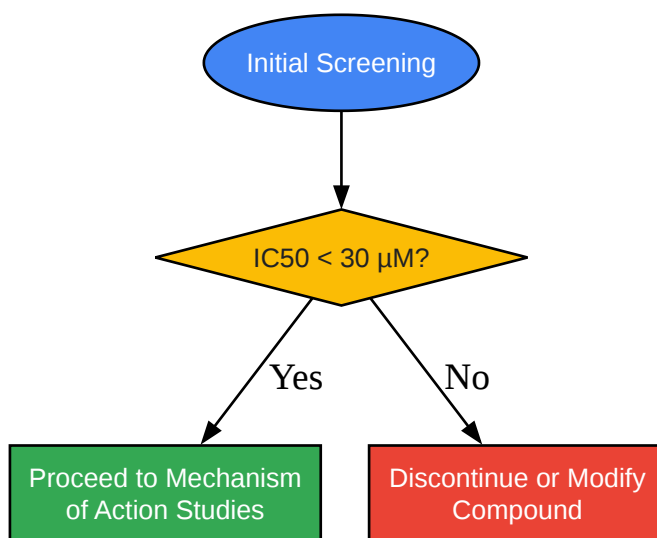 Initial Screening
IC50 < 30 µM?
Yes
No
Proceed to Mechanism
of Action Studies
Discontinue or Modify
Compound